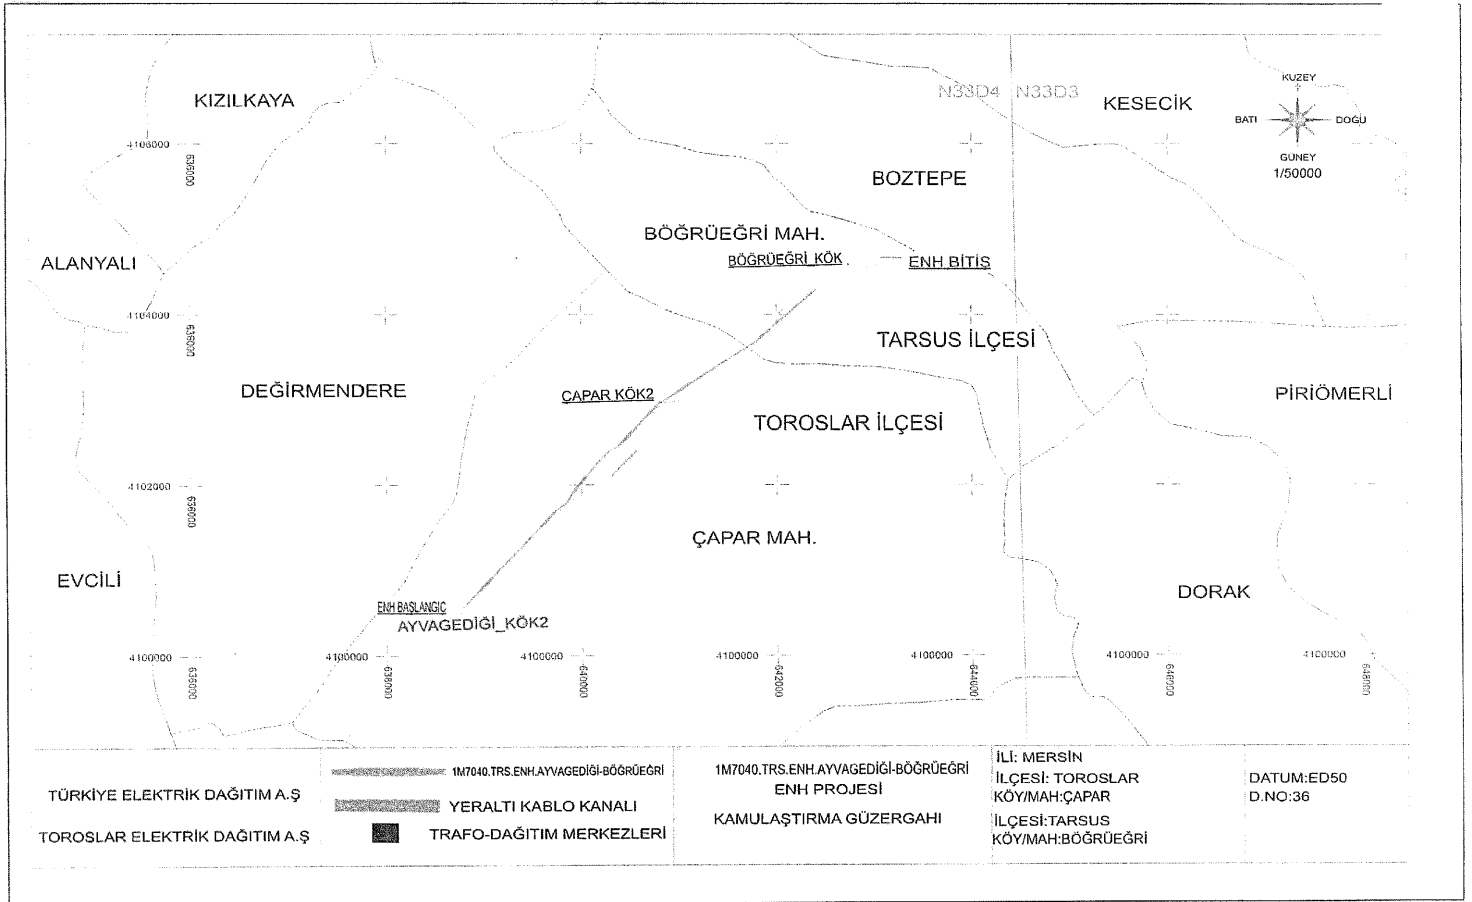 KUZEY
KIZILKAYA
N33D4 N33D3
KESECİK
BATI
DOĞU
GÜNEY
1/50000
4106000
636000
BOZTEPE
BÖĞRÜEĞRİ MAH.
BÖĞRÜEĞRİ_KÖK
ENH BİTİŞ
ALANYALI
4104000
636000
TARSUS İLÇESİ
DEĞİRMENDERE
ÇAPAR KÖK2
PİRİÖMERLİ
TOROSLAR İLÇESİ
4102000
636000
ÇAPAR MAH.
EVCİLİ
DORAK
ENH BAŞLANGIÇ
AYVAGEDİĞİ_KÖK2
4100000 4100000 4100000 4100000 4100000 4100000 4100000
636000 638000 640000 642000 644000 646000 648000
TÜRKİYE ELEKTRİK DAĞITIM A.Ş
TOROSLAR ELEKTRİK DAĞITIM A.Ş
1M7040.TRS.ENH.AYVAGEDİĞİ-BÖĞRÜEĞRİ
YERALTI KABLO KANALI
TRAFO-DAĞITIM MERKEZLERİ
1M7040.TRS.ENH.AYVAGEDİĞİ-BÖĞRÜEĞRİ
ENH PROJESİ
KAMULAŞTIRMA GÜZERGAHI
İLİ: MERSİN
İLÇESİ: TOROSLAR
KÖY/MAH:ÇAPAR
İLÇESİ:TARSUS
KÖY/MAH:BÖĞRÜEĞRİ
DATUM:ED50
D.NO:36